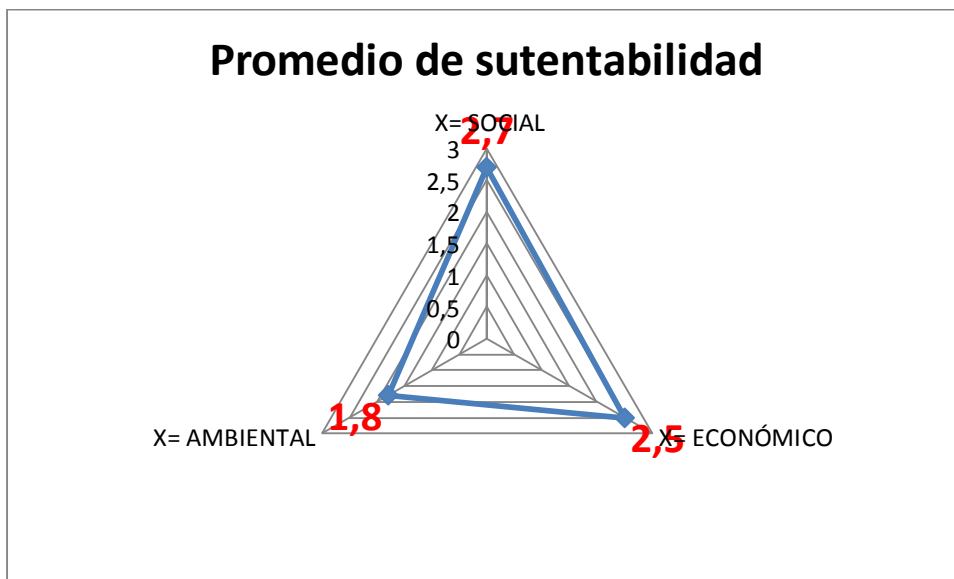 Promedio de sutentabilidad
X= SOCIAL
2,7
3
2,5
2
1,5
1
0,5
0
X= AMBIENTAL
1,8
2,5
X= ECONÓMICO